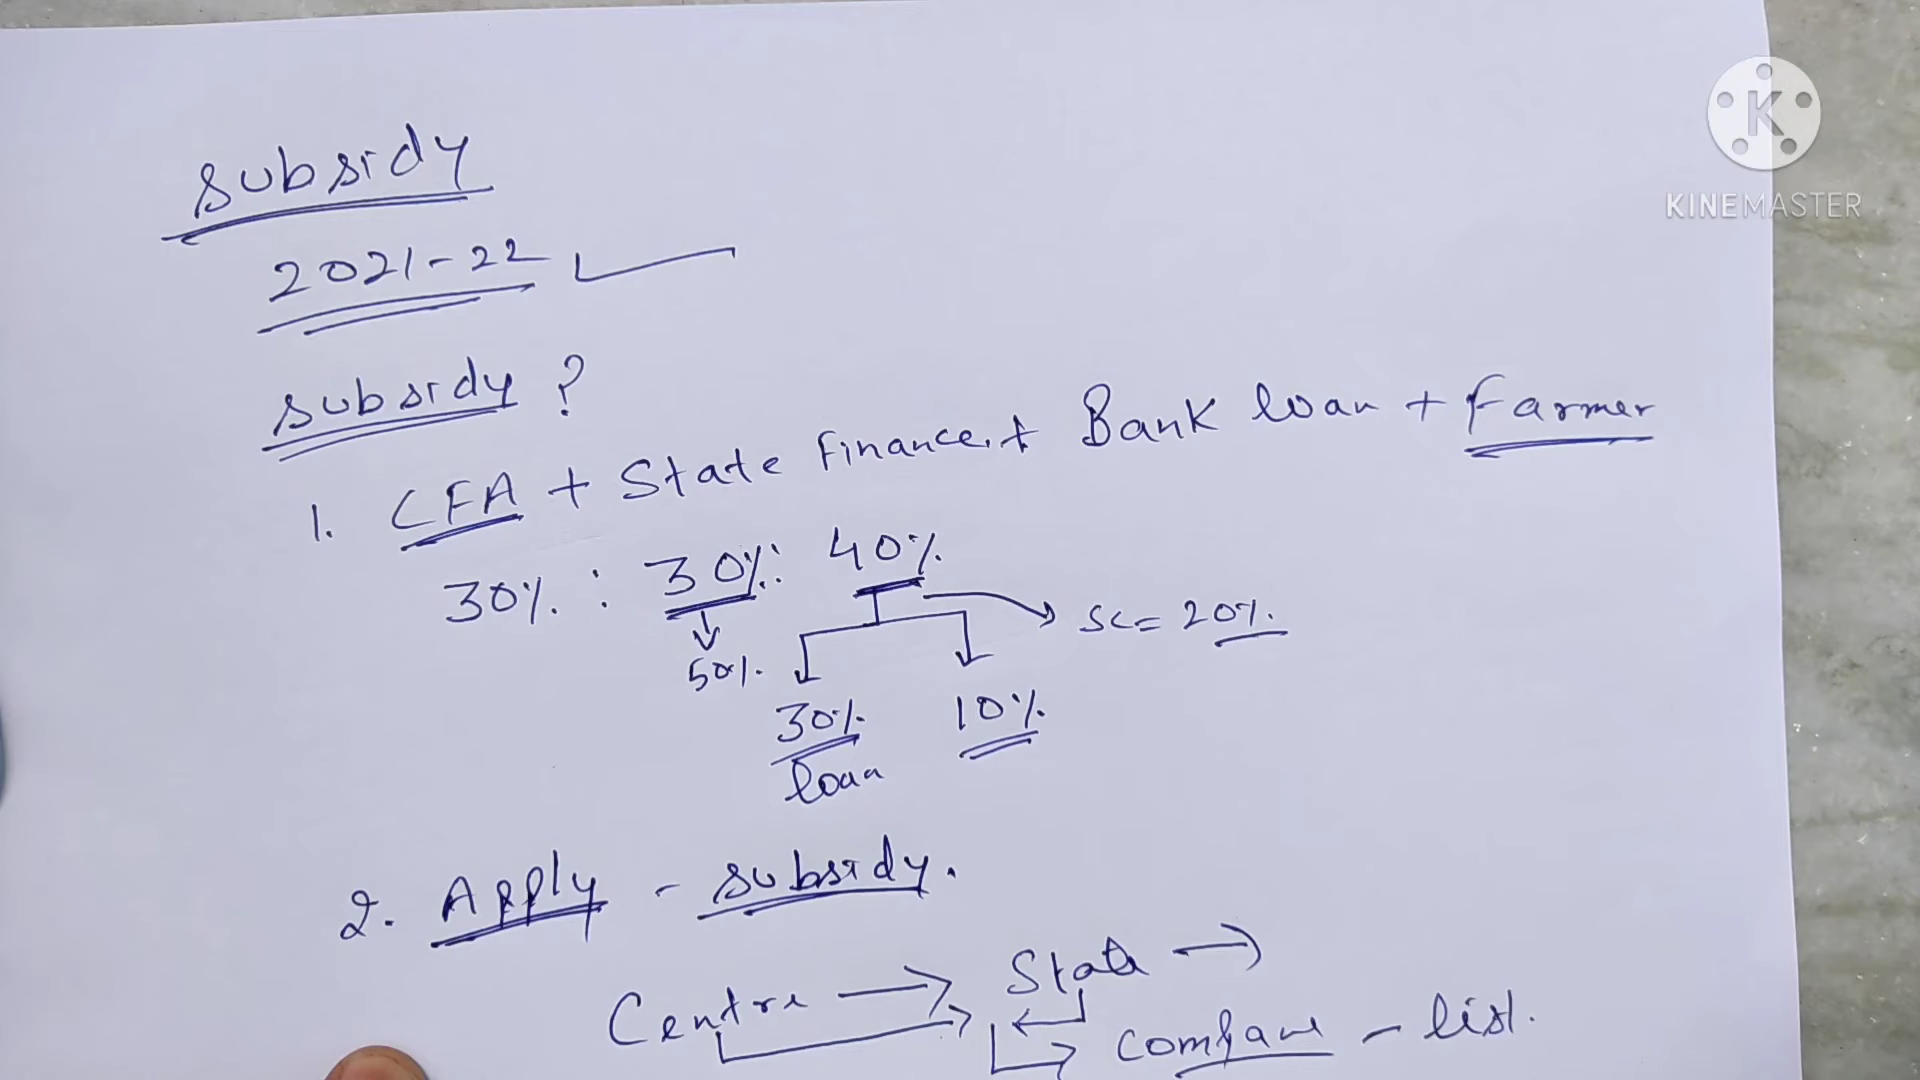 K
KINEMASTER
Subsidy
2021-22
Subsidy ?
1. CFA + State Finance + Bank loan + Farmer
30% : 30% : 40%
50%
SC = 20%
30% 10%
loan
2. Apply - Subsidy.
Centre → State →
list.